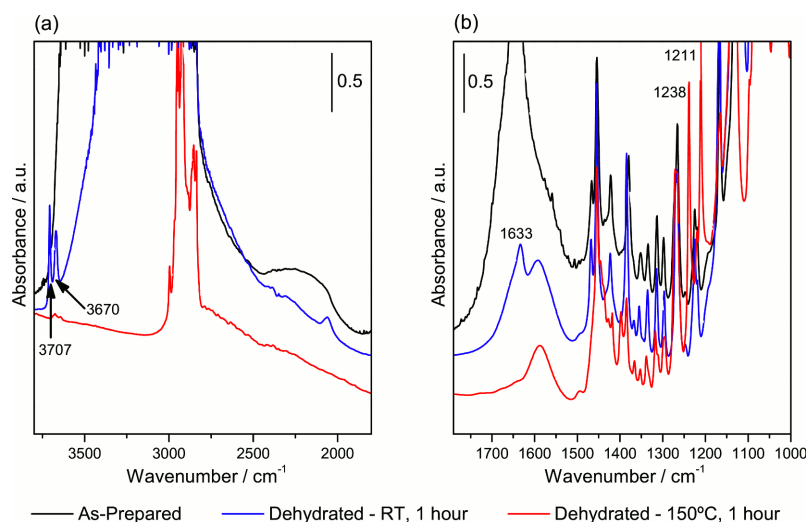 (a)
(b)
0.5
0.5
1211
1238
1633
3670
3707
Absorbance / a.u.
Absorbance / a.u.
3500 3000 2500 2000
1700 1600 1500 1400 1300 1200 1100 1000
Wavenumber / cm-1
Wavenumber / cm-1
As-Prepared
Dehydrated - RT, 1 hour
Dehydrated - 150ºC, 1 hour